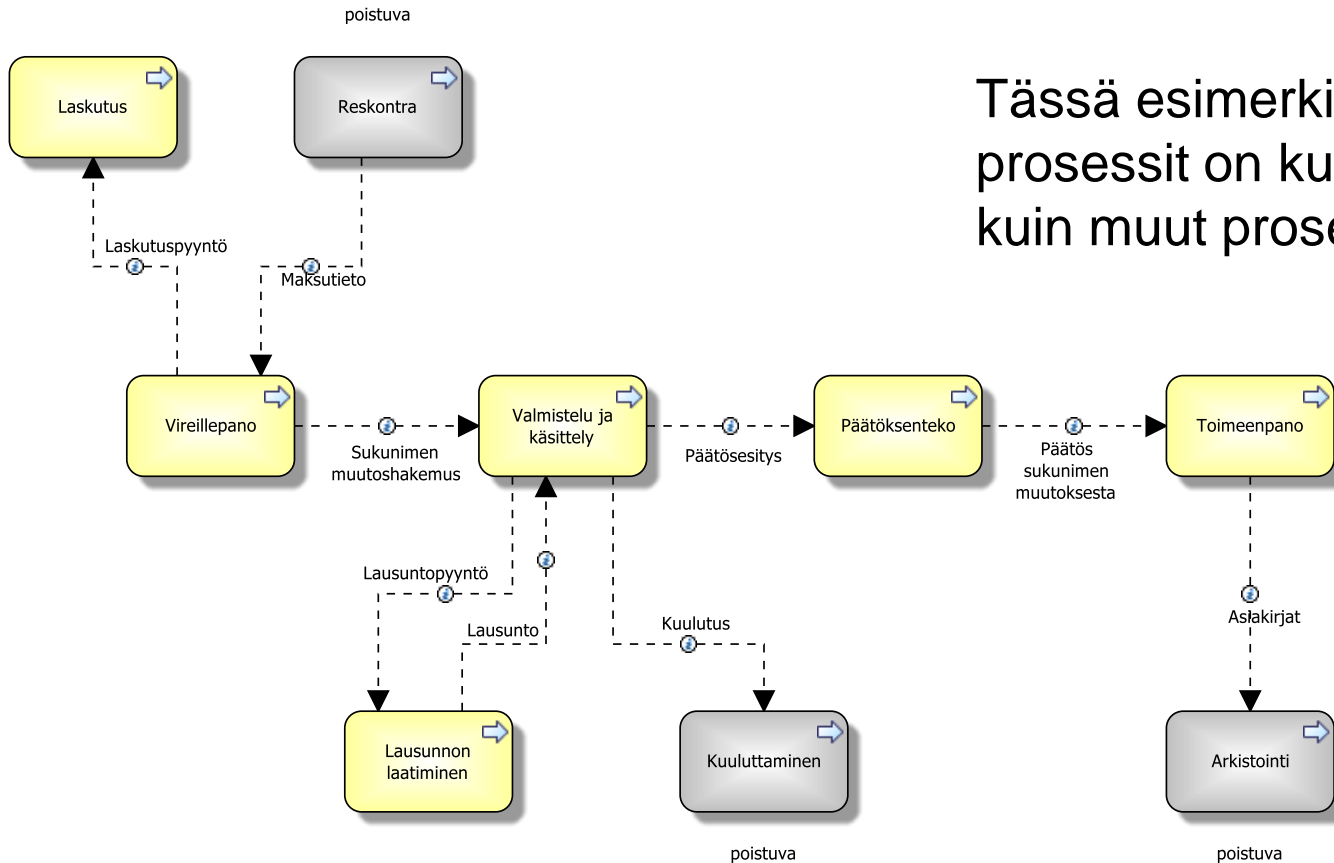 poistuva
Laskutus
Reskontra
Tässä esimerki
prosessit on ku
kuin muut prose
Laskutuspyyntö
Maksutieto
Vireillepano
Sukunimen
muutoshakemus
Valmistelu ja
käsittely
Päätösesitys
Päätöksenteko
Päätös
sukunimen
muutoksesta
Toimeenpano
Lausuntopyyntö
Lausunto
Kuulutus
Asiakirjat
Lausunnon
laatiminen
Kuuluttaminen
Arkistointi
poistuva
poistuva